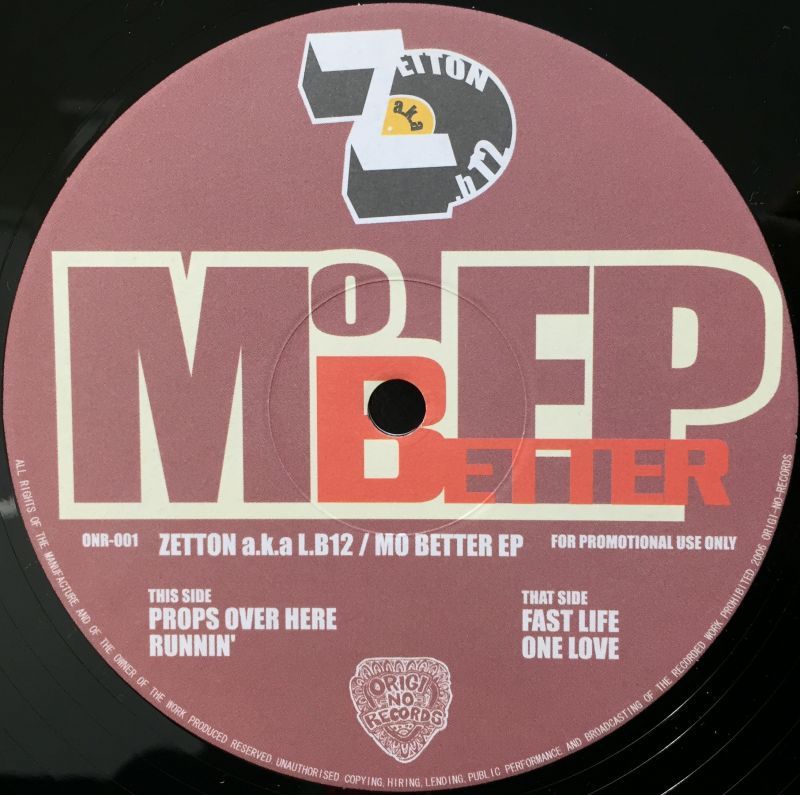 ZETTON
a.k.a
Mo'
BETTER
EP
ONR-001
ZETTON a.k.a L.B12 / MO BETTER EP
FOR PROMOTIONAL USE ONLY
THIS SIDE
PROPS OVER HERE
RUNNIN'
THAT SIDE
FAST LIFE
ONE LOVE
ORIGI
NO
RECORDS
ALL RIGHTS OF THE MANUFACTURE AND OF THE OWNER OF THE WORK PRODUCED RESERVED. UNAUTHORISED COPYING, HIRING, LENDING, PUBLIC PERFORMANCE AND BROADCASTING OF THE RECORDED WORK PROHIBITED. 2006 ORIGI-NO-RECORDS